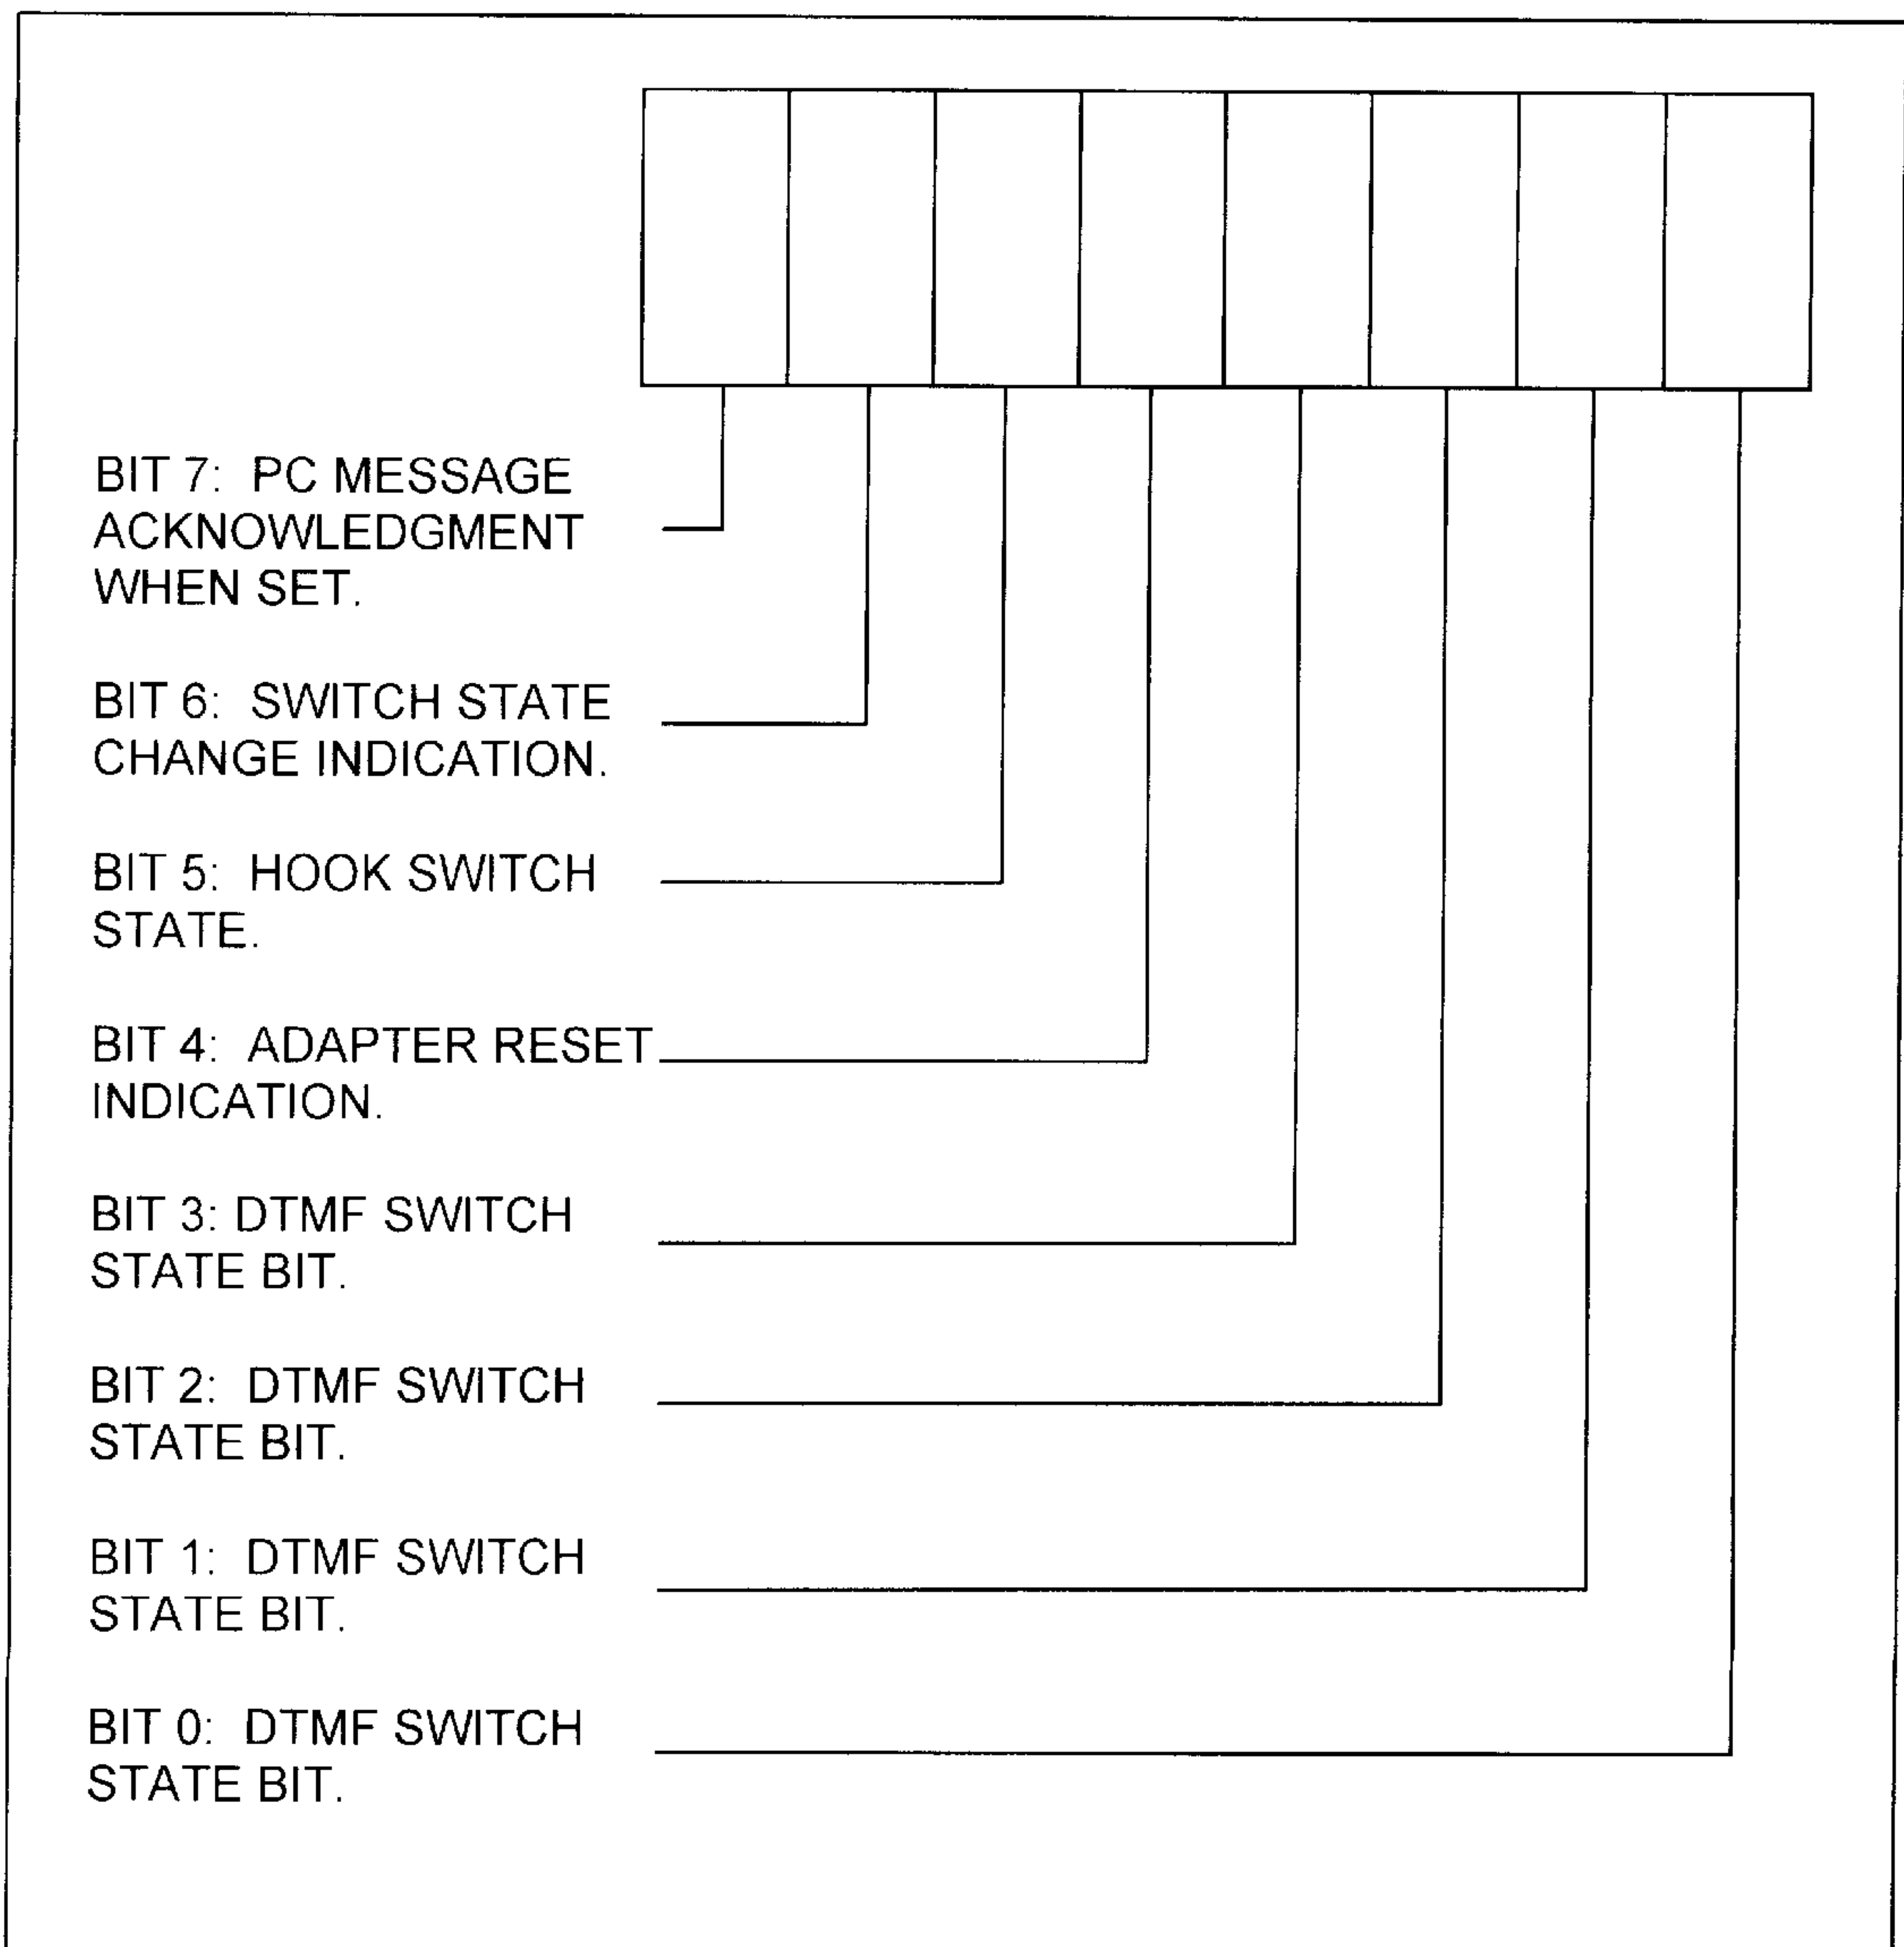 BIT 7: PC MESSAGE
ACKNOWLEDGMENT
WHEN SET.
BIT 6: SWITCH STATE
CHANGE INDICATION.
BIT 5: HOOK SWITCH
STATE.
BIT 4: ADAPTER RESET
INDICATION.
BIT 3: DTMF SWITCH
STATE BIT.
BIT 2: DTMF SWITCH
STATE BIT.
BIT 1: DTMF SWITCH
STATE BIT.
BIT 0: DTMF SWITCH
STATE BIT.